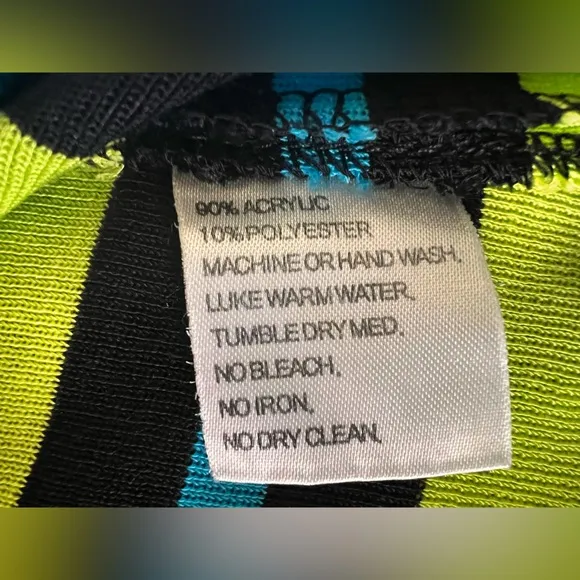 90% ACRYLIC
10% POLYESTER
MACHINE OR HAND WASH.
LUKE WARM WATER.
TUMBLE DRY MED.
NO BLEACH.
NO IRON.
NO DRY CLEAN.